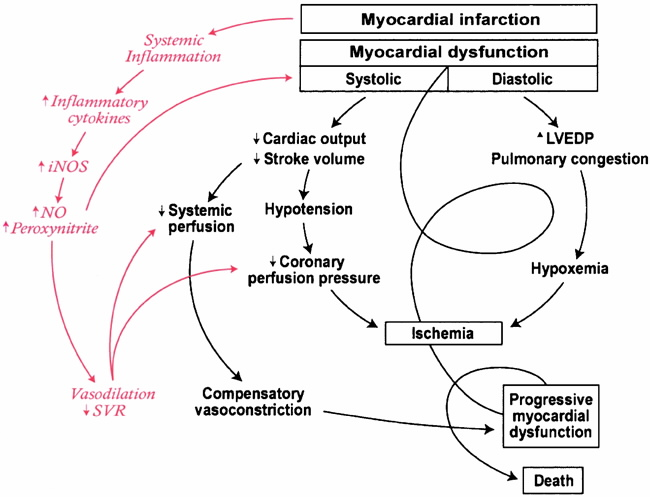 Myocardial infarction
Myocardial dysfunction
Systolic
Diastolic
Systemic
Inflammation
↑Inflammatory
cytokines
↑iNOS
↑NO
↑Peroxynitrite
Vasodilation
↓SVR
↓Cardiac output
↓Stroke volume
↓Systemic
perfusion
Hypotension
↓Coronary
perfusion pressure
▲LVEDP
Pulmonary congestion
Hypoxemia
Ischemia
Compensatory
vasoconstriction
Progressive
myocardial
dysfunction
Death